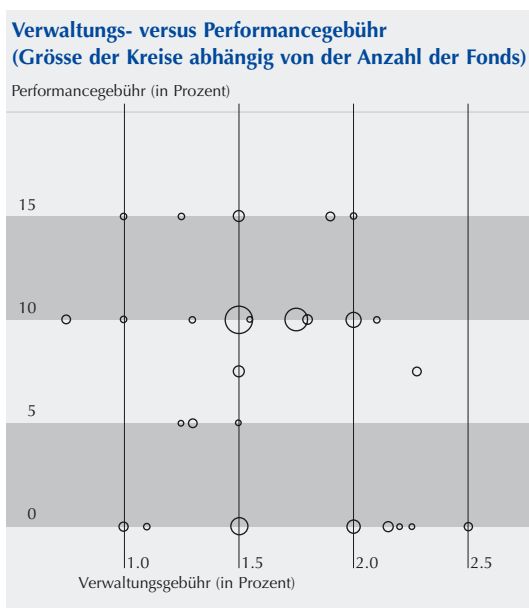 Verwaltungs- versus Performancegebühr
(Grösse der Kreise abhängig von der Anzahl der Fonds)
Performancegebühr (in Prozent)
15
10
5
0
1.0 1.5 2.0 2.5
Verwaltungsgebühr (in Prozent)